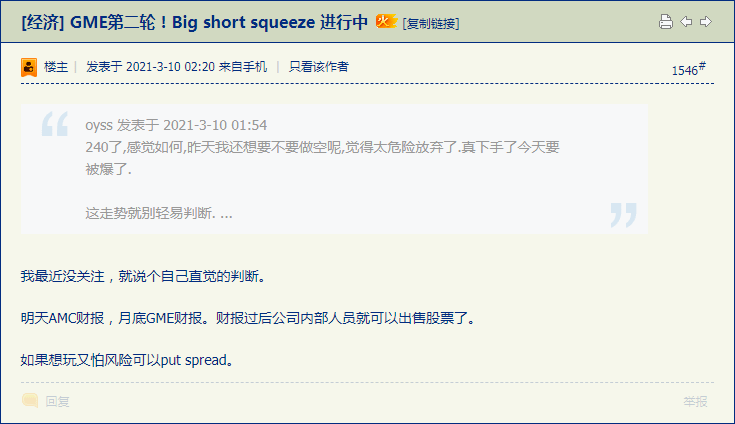 [经济] GME第二轮！Big short squeeze 进行中 火 [复制链接]
楼主 | 发表于 2021-3-10 02:20 来自手机 | 只看该作者 1546#
oyss 发表于 2021-3-10 01:54
240了,感觉如何,昨天我还想要不要做空呢,觉得太危险放弃了.真下手了今天要
被爆了.
这走势就别轻易判断. ...
我最近没关注，就说个自己直觉的判断。
明天AMC财报，月底GME财报。财报过后公司内部人员就可以出售股票了。
如果想玩又怕风险可以put spread。
回复 举报